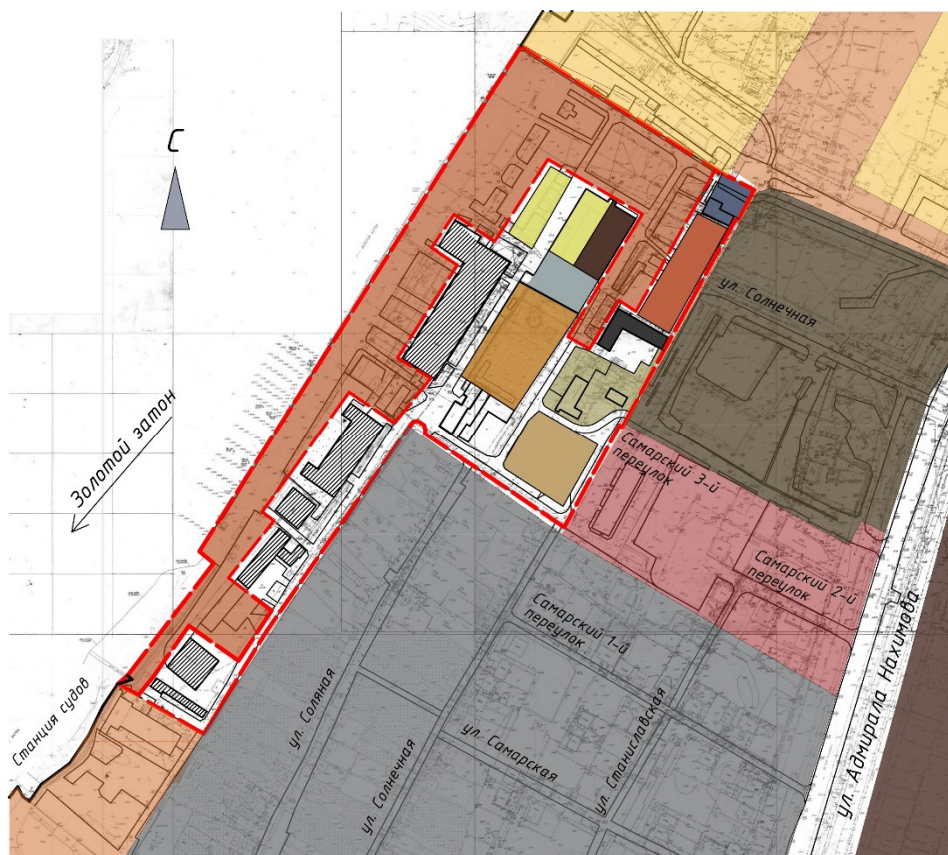 С
ул. Солнечная
Золотой затон
Самарский 3-й
переулок
Самарский 2-й
переулок
Самарский 1-й
переулок
Станция судов
ул. Соляная
ул. Солнечная
ул. Самарская
ул. Станиславская
ул. Адмирала Нахимова